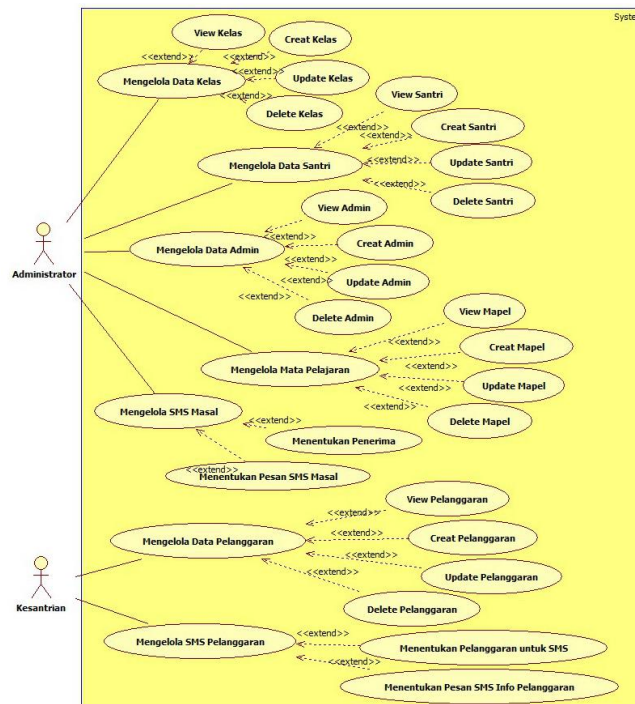 Syste
View Kelas
Creat Kelas
<<extend>>
<<extend>>
Mengelola Data Kelas
Update Kelas
<<extend>>
Delete Kelas
View Santri
<<extend>>
Creat Santri
<<extend>>
Mengelola Data Santri
Update Santri
<<extend>>
<<extend>>
Delete Santri
View Admin
<<extend>>
Creat Admin
Mengelola Data Admin
<<extend>>
Update Admin
<<extend>>
<<extend>>
Delete Admin
Administrator
View Mapel
<<extend>>
Creat Mapel
<<extend>>
Mengelola Mata Pelajaran
Update Mapel
<<extend>>
<<extend>>
Delete Mapel
Mengelola SMS Masal
<<extend>>
Menentukan Penerima
<<extend>>
Menentukan Pesan SMS Masal
View Pelanggaran
<<extend>>
Creat Pelanggaran
Mengelola Data Pelanggaran
<<extend>>
<<extend>>
Update Pelanggaran
<<extend>>
Delete Pelanggaran
Kesantrian
Mengelola SMS Pelanggaran
<<extend>>
Menentukan Pelanggaran untuk SMS
<<extend>>
Menentukan Pesan SMS Info Pelanggaran